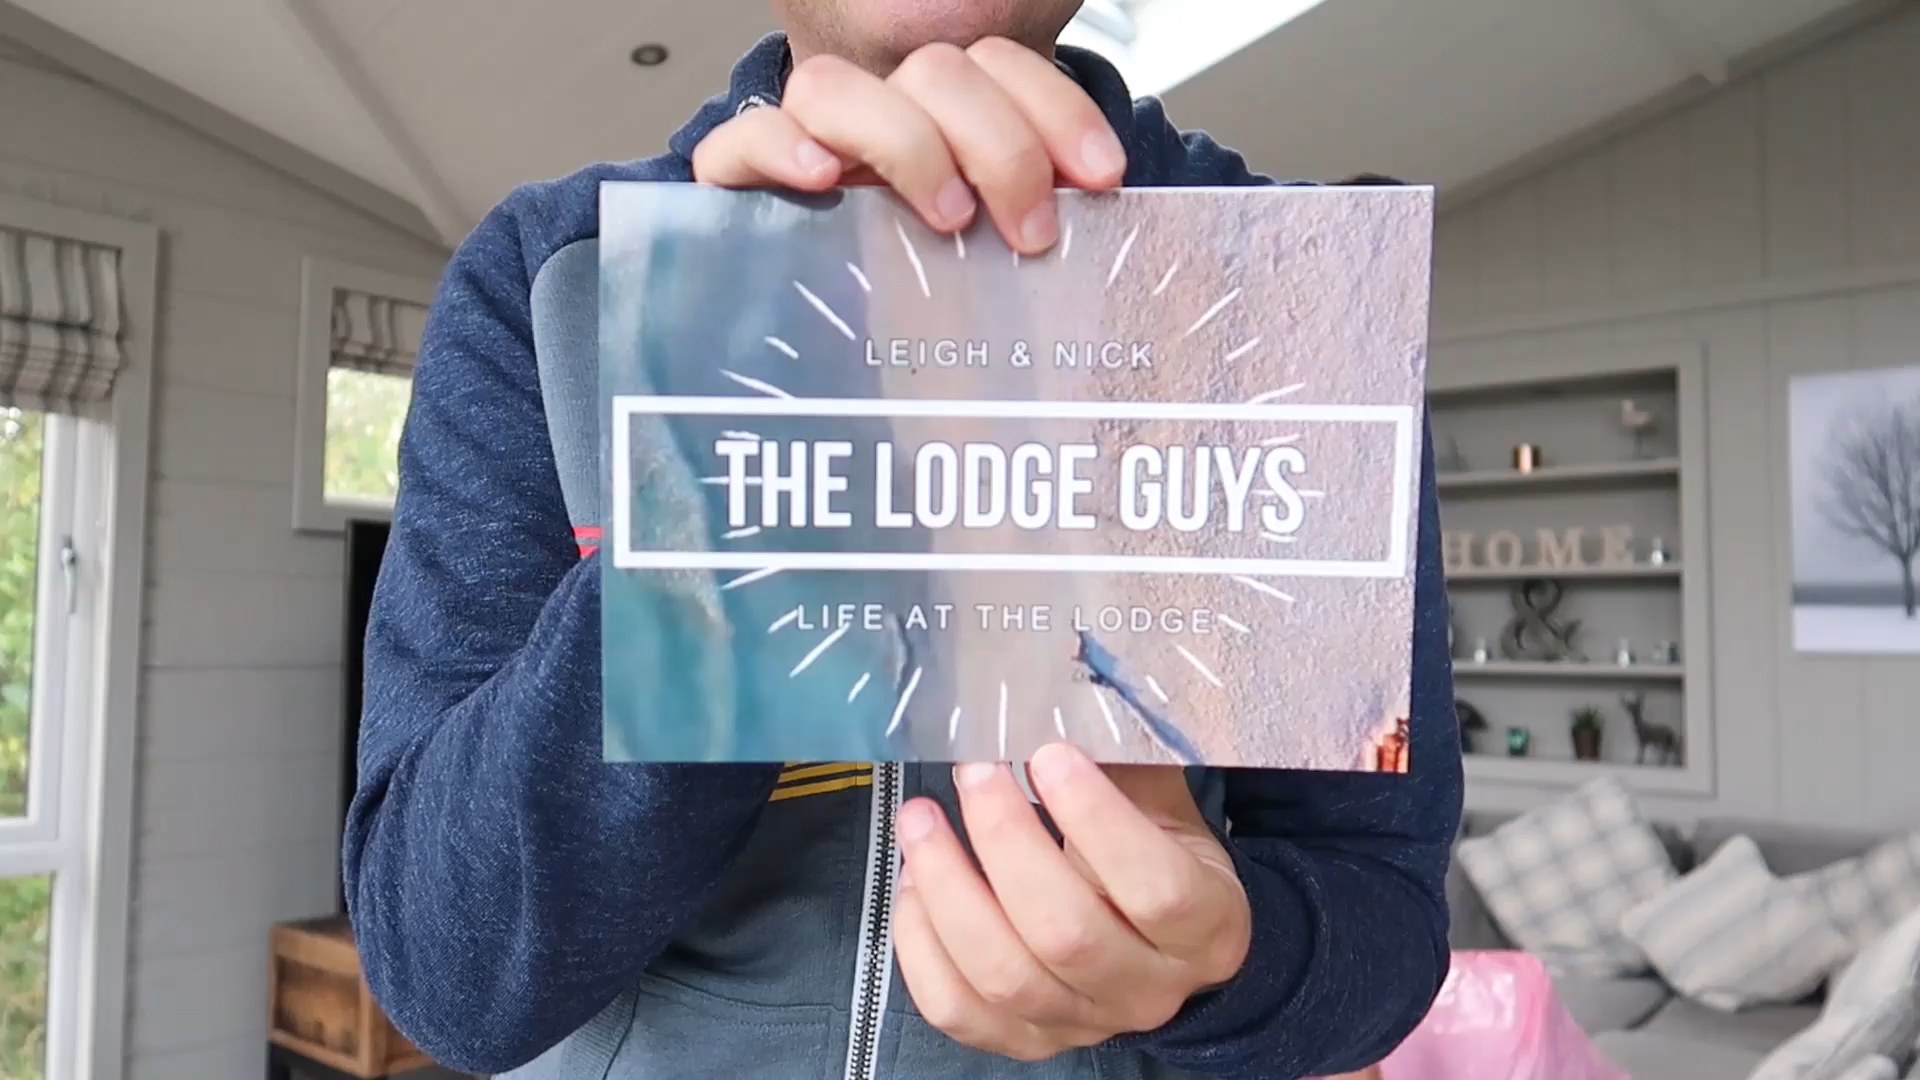 LEIGH & NICK
THE LODGE GUYS
LIFE AT THE LODGE
HOME
&